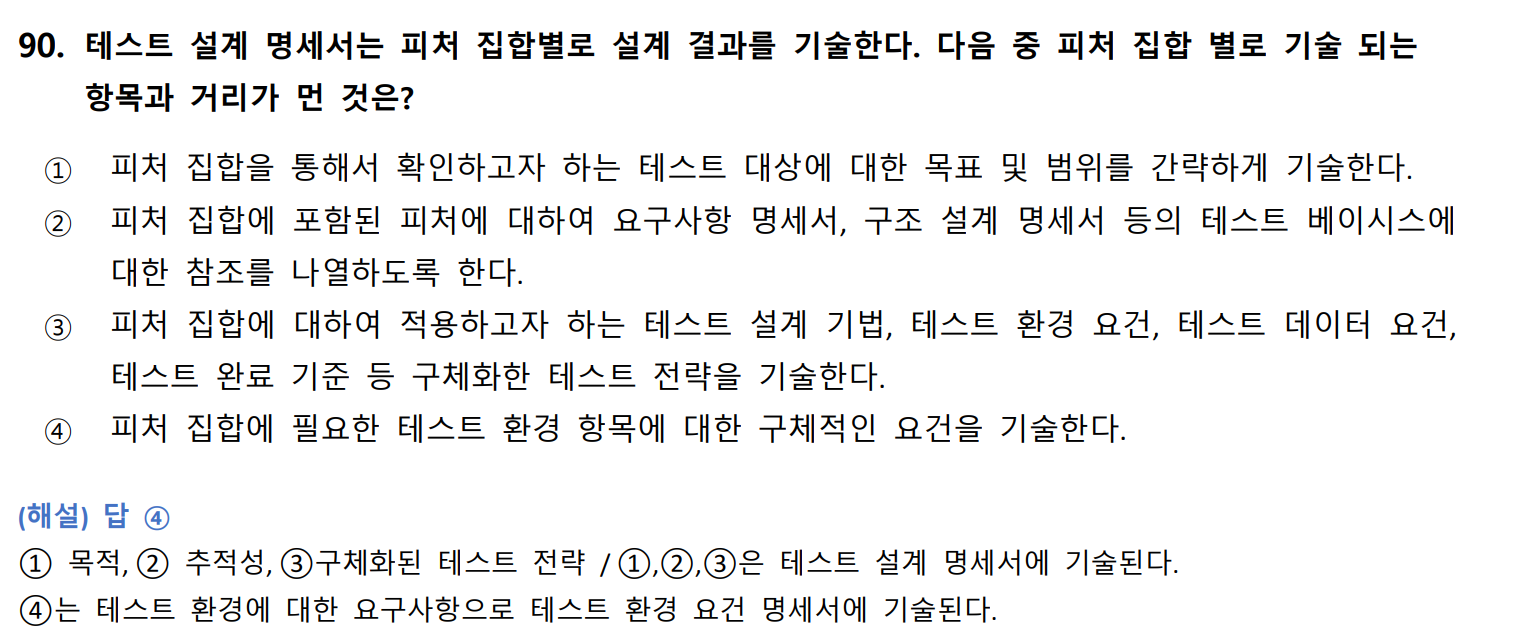 90. 테스트 설계 명세서는 피처 집합별로 설계 결과를 기술한다. 다음 중 피처 집합 별로 기술 되는
항목과 거리가 먼 것은?
① 피처 집합을 통해서 확인하고자 하는 테스트 대상에 대한 목표 및 범위를 간략하게 기술한다.
② 피처 집합에 포함된 피처에 대하여 요구사항 명세서, 구조 설계 명세서 등의 테스트 베이시스에
대한 참조를 나열하도록 한다.
③ 피처 집합에 대하여 적용하고자 하는 테스트 설계 기법, 테스트 환경 요건, 테스트 데이터 요건,
테스트 완료 기준 등 구체화한 테스트 전략을 기술한다.
④ 피처 집합에 필요한 테스트 환경 항목에 대한 구체적인 요건을 기술한다.
(해설) 답 ④
① 목적, ② 추적성, ③구체화된 테스트 전략 / ①,②,③은 테스트 설계 명세서에 기술된다.
④는 테스트 환경에 대한 요구사항으로 테스트 환경 요건 명세서에 기술된다.